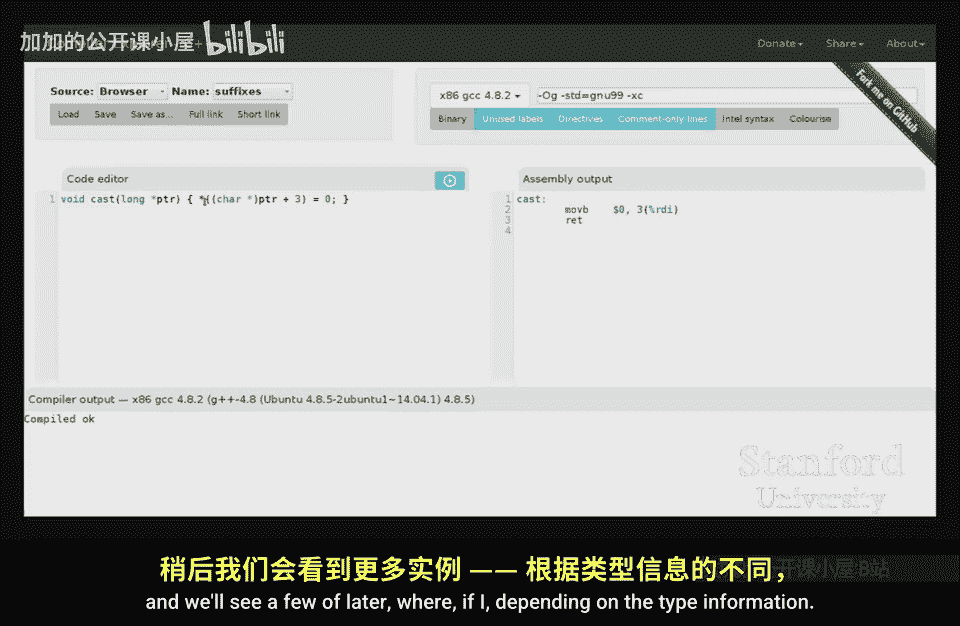 加加的公开课小屋 bilibili
Donate Share About
Fork me on GitHub
Source: Browser Name: suffixes
Load Save Save as... Full link Short link
x86 gcc 4.8.2 -Og -std=gnu99 -xc
Binary Unused labels Directives Comment-only lines Intel syntax Colourise
Code editor
1 void cast(long *ptr) { *((char *)ptr + 3) = 0; }
Assembly output
1 cast:
2 movb $0, 3(%rdi)
3 ret
4
Compiler output — x86 gcc 4.8.2 (g++-4.8 (Ubuntu 4.8.5-2ubuntu1~14.04.1) 4.8.5)
Compiled ok
Stanford
University
稍后我们会看到更多实例 —— 根据类型信息的不同，
and we'll see a few of later, where, if I, depending on the type information.